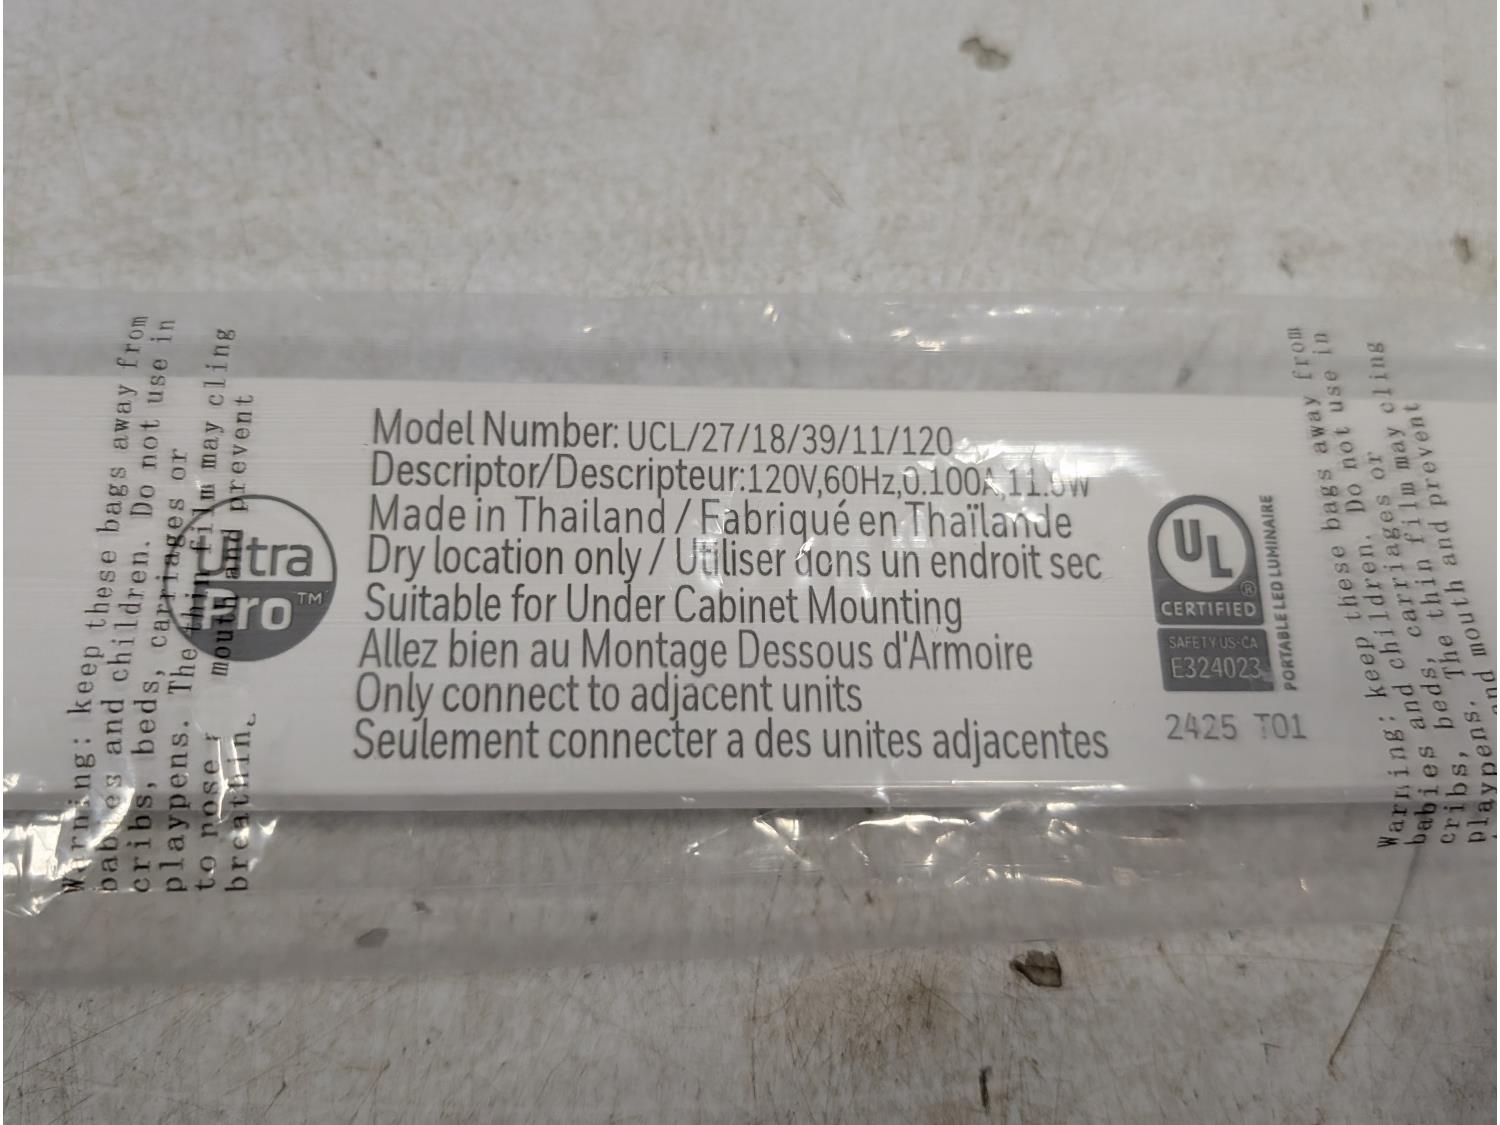 Model Number: UCL/27/18/39/11/120
Descriptor/Descripteur:120V,60Hz,0.100A,11.0W
Made in Thailand / Fabriqué en Thaïlande
Dry location only / Utiliser dons un endroit sec
Suitable for Under Cabinet Mounting
Allez bien au Montage Dessous d'Armoire
Only connect to adjacent units
Seulement connecter a des unites adjacentes
Ultra
Pro™
UL
®
CERTIFIED
SAFETY US-CA
E324023
PORTABLE LED LUMINAIRE
2425 T01
Warning: keep these bags away from
babies and children. Do not use in
cribs, beds, carriages or
playpens. The thin film may cling
to nose mouth and prevent
breathing
Warning: keep these bags away from
babies and children. Do not use in
cribs, beds, carriages or
playpens. The thin film may cling
and mouth and prevent